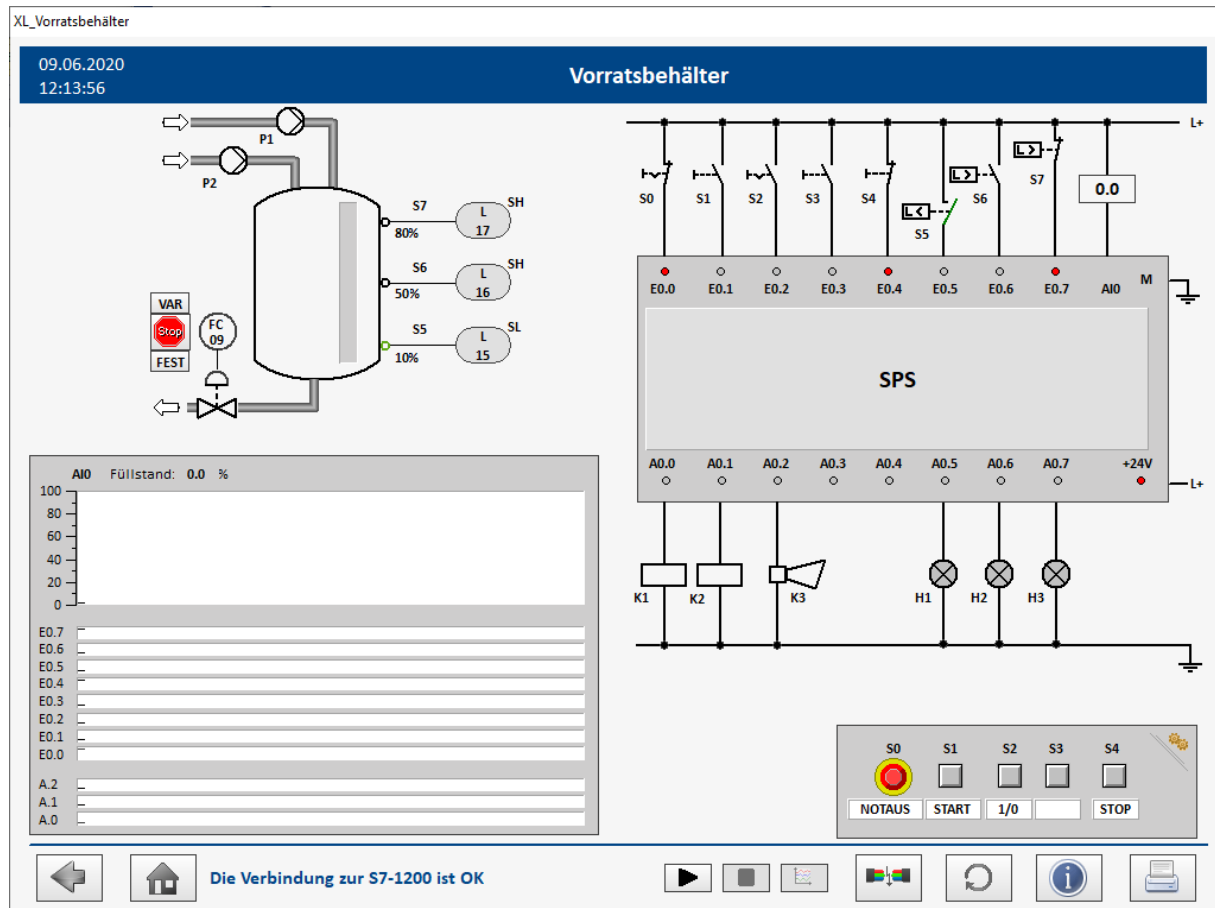 XL_Vorratsbehälter
09.06.2020
12:13:56
Vorratsbehälter
P1
P2
S7
80%
L
17
SH
S6
50%
L
16
SH
S5
10%
L
15
SL
VAR
Stop
FEST
FC
09
L+
S0
S1
S2
S3
S4
S5
S6
S7
0.0
E0.0
E0.1
E0.2
E0.3
E0.4
E0.5
E0.6
E0.7
AI0
M
SPS
A0.0
A0.1
A0.2
A0.3
A0.4
A0.5
A0.6
A0.7
+24V
L+
K1
K2
K3
H1
H2
H3
AI0 Füllstand: 0.0 %
100
80
60
40
20
0
E0.7
E0.6
E0.5
E0.4
E0.3
E0.2
E0.1
E0.0
A.2
A.1
A.0
S0
S1
S2
S3
S4
NOTAUS
START
1/0
STOP
Die Verbindung zur S7-1200 ist OK